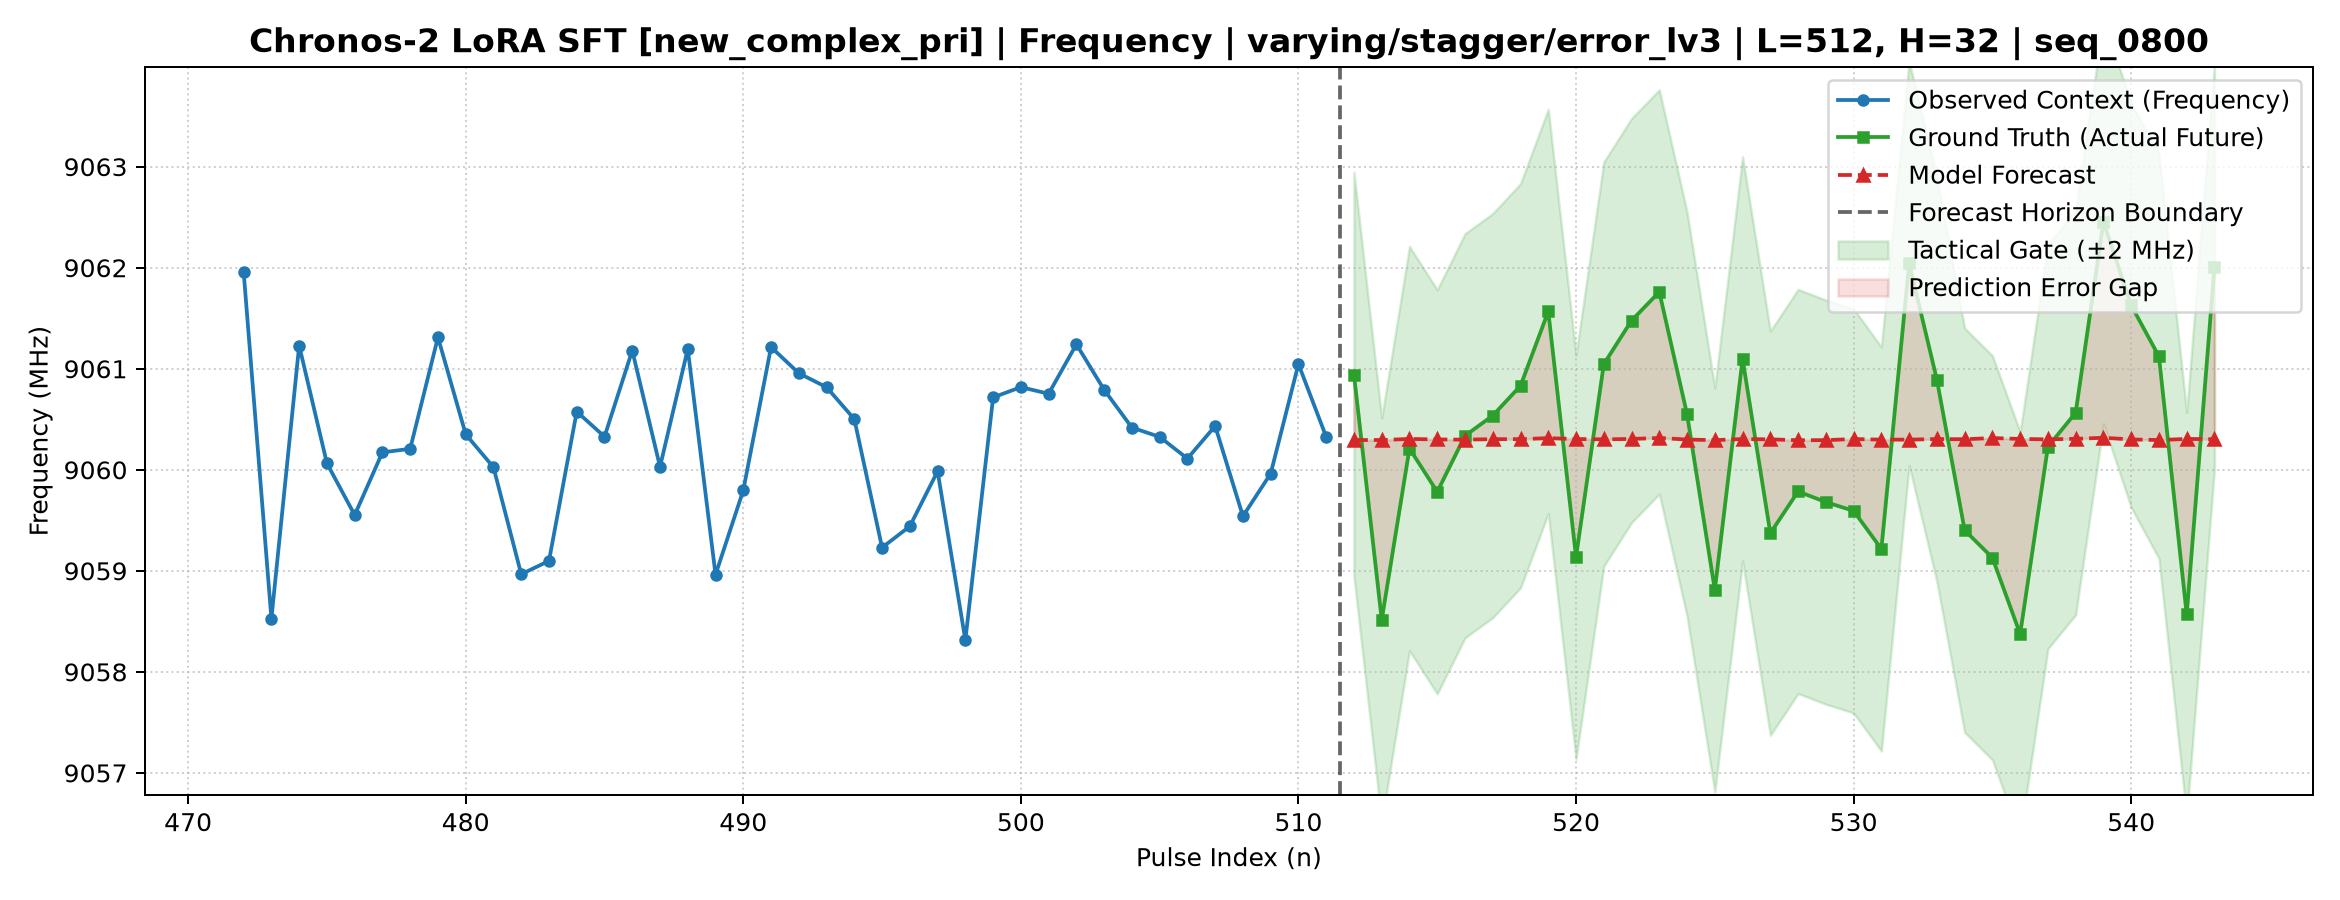 Chronos-2 LoRA SFT [new_complex_pri] | Frequency | varying/stagger/error_lv3 | L=512, H=32 | seq_0800
Observed Context (Frequency)
Ground Truth (Actual Future)
Model Forecast
Forecast Horizon Boundary
Tactical Gate (±2 MHz)
Prediction Error Gap
Frequency (MHz)
9063
9062
9061
9060
9059
9058
9057
470 480 490 500 510 520 530 540
Pulse Index (n)